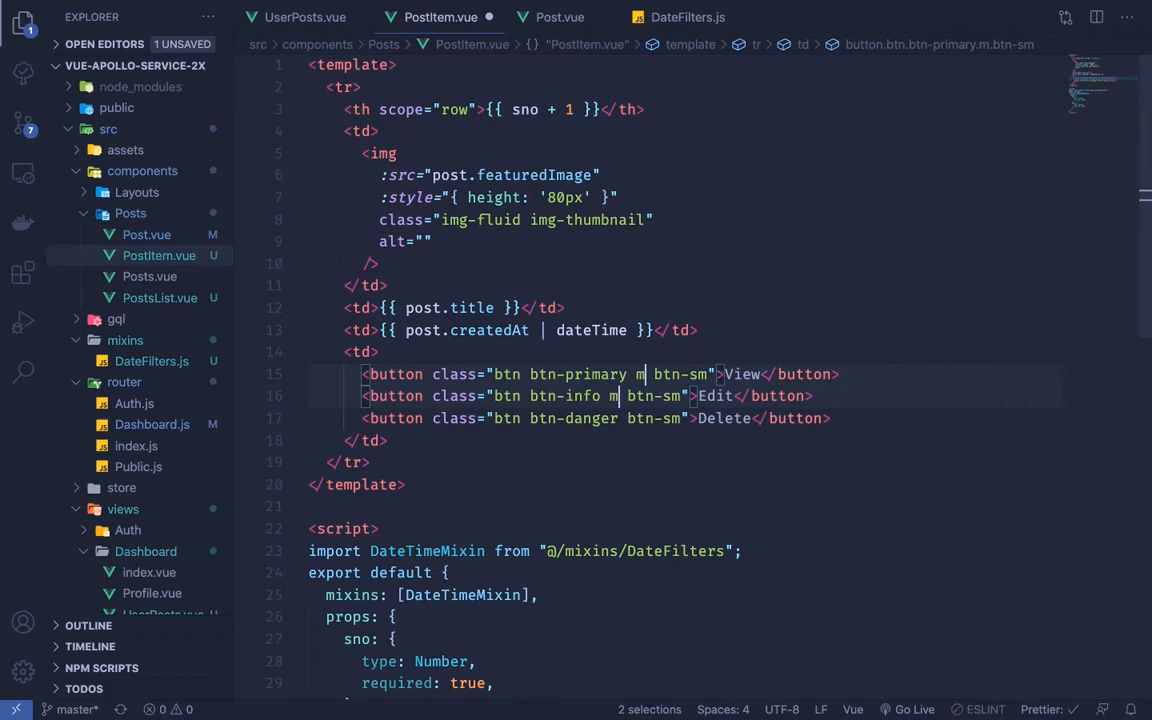 EXPLORER
OPEN EDITORS 1 UNSAVED
VUE-APOLLO-SERVICE-2X
node_modules
public
src
assets
components
Layouts
Posts
Post.vue M
PostItem.vue U
Posts.vue
PostsList.vue U
gql
mixins
DateFilters.js U
router
Auth.js
Dashboard.js M
index.js
Public.js
store
views
Auth
Dashboard
index.vue
Profile.vue
UserPosts.vue U
OUTLINE
TIMELINE
NPM SCRIPTS
TODOS
1
7
UserPosts.vue PostItem.vue Post.vue DateFilters.js
src components Posts PostItem.vue {} "PostItem.vue" template tr td button.btn.btn-primary.m.btn-sm
1 <template>
2 <tr>
3 <th scope="row">{{ sno + 1 }}</th>
4 <td>
5 <img
6 :src="post.featuredImage"
7 :style="{ height: '80px' }"
8 class="img-fluid img-thumbnail"
9 alt=""
10 />
11 </td>
12 <td>{{ post.title }}</td>
13 <td>{{ post.createdAt | dateTime }}</td>
14 <td>
15 <button class="btn btn-primary m btn-sm">View</button>
16 <button class="btn btn-info m btn-sm">Edit</button>
17 <button class="btn btn-danger btn-sm">Delete</button>
18 </td>
19 </tr>
20 </template>
21
22 <script>
23 import DateTimeMixin from "@/mixins/DateFilters";
24 export default {
25 mixins: [DateTimeMixin],
26 props: {
27 sno: {
28 type: Number,
29 required: true,
master* 0 0 2 selections Spaces: 4 UTF-8 LF Vue Go Live ESLINT Prettier: ✓